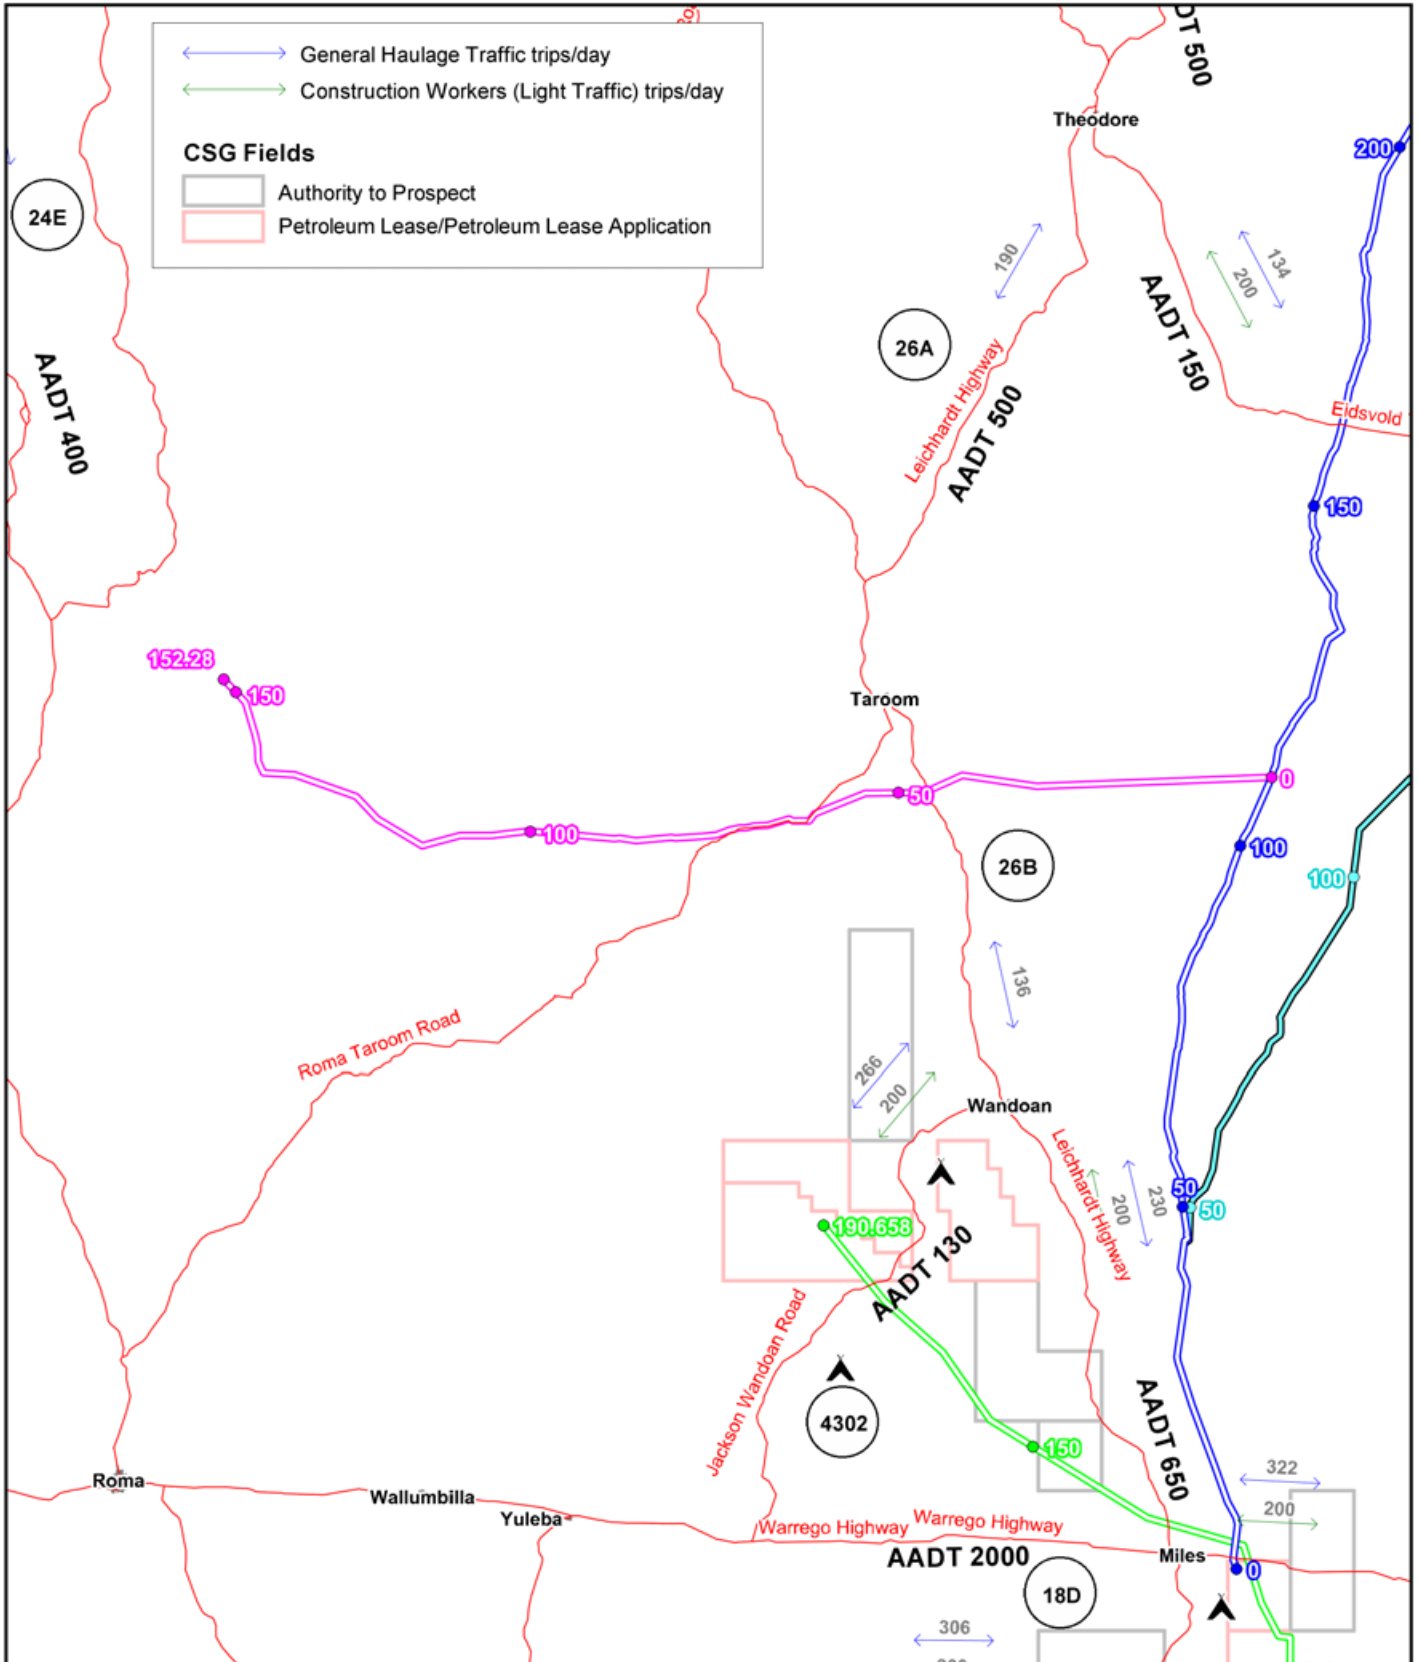 Ro
DT 500
General Haulage Traffic trips/day
Construction Workers (Light Traffic) trips/day
CSG Fields
Authority to Prospect
Petroleum Lease/Petroleum Lease Application
Theodore
200
24E
190
134
200
26A
AADT 150
AADT 400
Leichhardt Highway
AADT 500
Eidsvold
150
152.28
150
Taroom
0
50
100
100
26B
100
136
Roma Taroom Road
266
200
Wandoan
Leichhardt Highway
50
50
200
230
190.658
AADT 130
Jackson Wandoan Road
4302
150
AADT 650
322
200
Roma
Wallumbilla
Yuleba
Warrego Highway
Warrego Highway
AADT 2000
Miles
0
18D
306